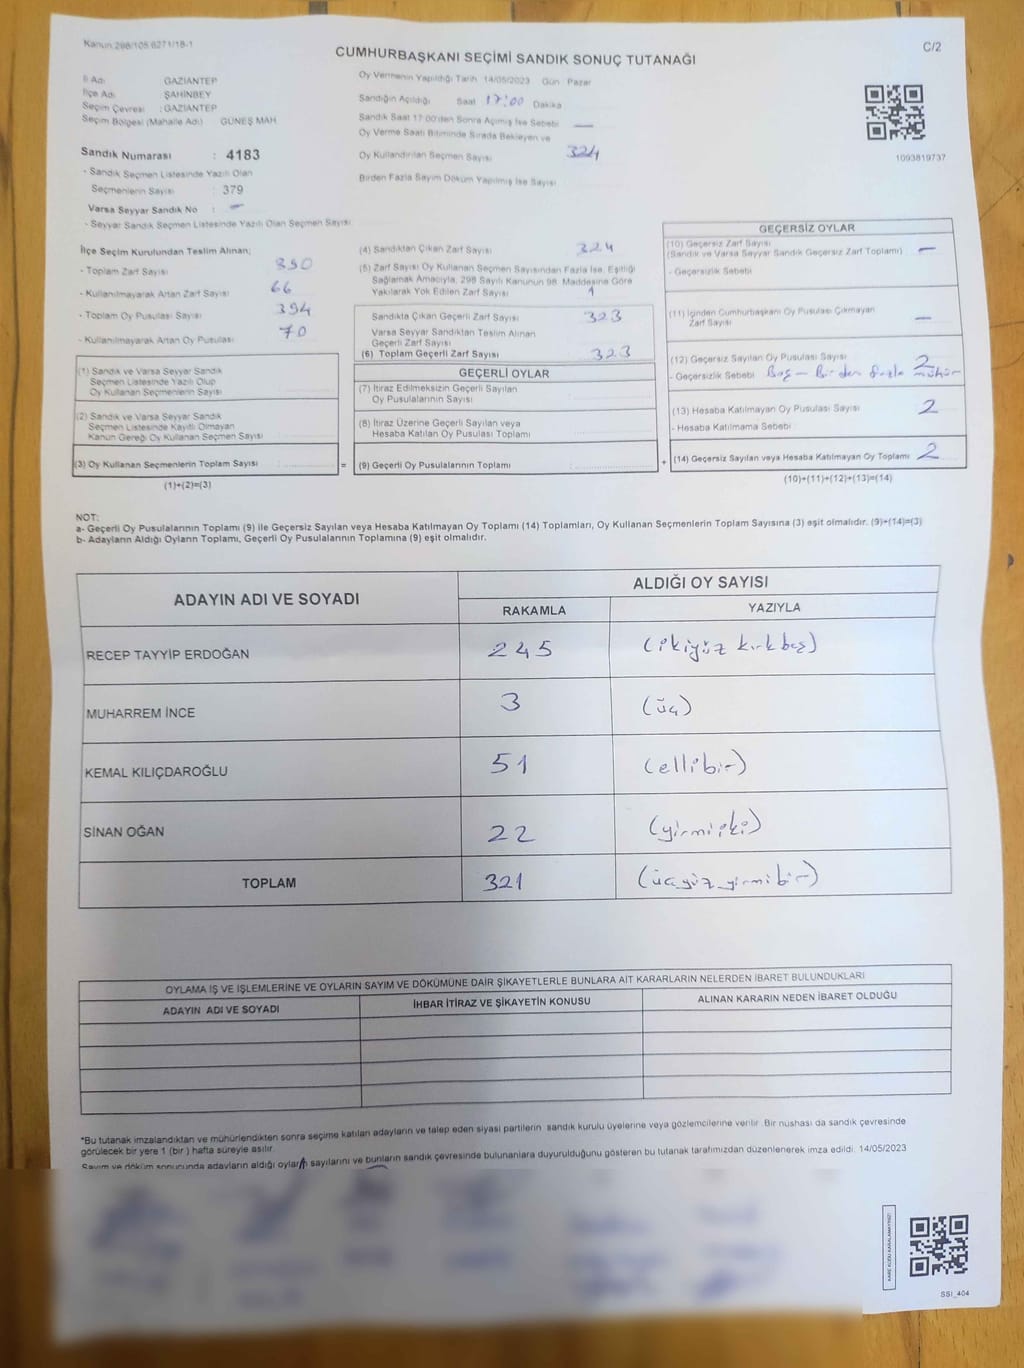 Kanun:298/105.6271/18-1
C/2
CUMHURBAŞKANI SEÇİMİ SANDIK SONUÇ TUTANAĞI
İl Adı : GAZİANTEP
İlçe Adı : ŞAHİNBEY
Seçim Çevresi : GAZİANTEP
Seçim Bölgesi (Mahalle Adı) GÜNEŞ MAH
Sandık Numarası : 4183
- Sandık Seçmen Listesinde Yazılı Olan
Seçmenlerin Sayısı : 379
Varsa Seyyar Sandık No : –
- Seyyar Sandık Seçmen Listesinde Yazılı Olan Seçmen Sayısı:
Oy Vermenin Yapıldığı Tarih 14/05/2023 Gün Pazar
Sandığın Açıldığı Saat 17:00 Dakika
Sandık Saat 17:00'den Sonra Açımış İse Sebebi —
Oy Verme Saati Bitiminde Sırada Bekleyen ve
Oy Kullandırılan Seçmen Sayısı 324
Birden Fazla Sayım Döküm Yapılmış İse Sayısı
1093819737
İlçe Seçim Kurulundan Teslim Alınan;
- Toplam Zarf Sayısı 390
- Kullanılmayarak Artan Zarf Sayısı 66
- Toplam Oy Pusulası Sayısı 394
- Kullanılmayarak Artan Oy Pusulası 70
(1) Sandık ve Varsa Seyyar Sandık
Seçmen Listesinde Yazılı Olup
Oy Kullanan Seçmen Sayısı
(2) Sandık ve Varsa Seyyar Sandık
Seçmen Listesinde Kayıtlı Olmayan
Kanun Gereği Oy Kullanan Seçmen Sayısı
(3) Oy Kullanan Seçmenlerin Toplam Sayısı =
(1)+(2)=(3)
(4) Sandıktan Çıkan Zarf Sayısı 324
(5) Zarf Sayısı Oy Kullanan Seçmen Sayısından Fazla İse, Eşitliği
Sağlamak Amacıyla, 298 Sayılı Kanunun 98. Maddesine Göre
Yakılarak Yok Edilen Zarf Sayısı 1
Sandıkta Çıkan Geçerli Zarf Sayısı 323
Varsa Seyyar Sandıktan Teslim Alınan
Geçerli Zarf Sayısı
(6) Toplam Geçerli Zarf Sayısı 323
GEÇERLİ OYLAR
(7) İtiraz Edilmeksizin Geçerli Sayılan
Oy Pusulalarının Sayısı
(8) İtiraz Üzerine Geçerli Sayılan veya
Hesaba Katılan Oy Pusulası Toplamı
(9) Geçerli Oy Pusulalarının Toplamı +
GEÇERSİZ OYLAR
(10) Geçersiz Zarf Sayısı
(Sandık ve Varsa Seyyar Sandık Geçersiz Zarf Toplamı) —
- Geçersizlik Sebebi
(11) İçinden Cumhurbaşkanı Oy Pusulası Çıkmayan
Zarf Sayısı —
(12) Geçersiz Sayılan Oy Pusulası Sayısı 2
- Geçersizlik Sebebi Boş – Birden fazla mühür
(13) Hesaba Katılmayan Oy Pusulası Sayısı 2
- Hesaba Katılmama Sebebi
(14) Geçersiz Sayılan veya Hesaba Katılmayan Oy Toplamı 2
(10)+(11)+(12)+(13)=(14)
NOT:
a- Geçerli Oy Pusulalarının Toplamı (9) ile Geçersiz Sayılan veya Hesaba Katılmayan Oy Toplamı (14) Toplamları, Oy Kullanan Seçmenlerin Toplam Sayısına (3) eşit olmalıdır. (9)+(14)=(3)
b- Adayların Aldığı Oyların Toplamı, Geçerli Oy Pusulalarının Toplamına (9) eşit olmalıdır.
ADAYIN ADI VE SOYADI
ALDIĞI OY SAYISI
RAKAMLA YAZIYLA
RECEP TAYYİP ERDOĞAN 245 (ikiyüz kırkbeş)
MUHARREM İNCE 3 (üç)
KEMAL KILIÇDAROĞLU 51 (ellibir)
SİNAN OĞAN 22 (yirmiiki)
TOPLAM 321 (üçyüz yirmibir)
OYLAMA İŞ VE İŞLEMLERİNE VE OYLARIN SAYIM VE DÖKÜMÜNE DAİR ŞİKAYETLERLE BUNLARA AİT KARARLARIN NELERDEN İBARET BULUNDUKLARI
ADAYIN ADI VE SOYADI İHBAR İTİRAZ VE ŞİKAYETİN KONUSU ALINAN KARARIN NEDEN İBARET OLDUĞU
*Bu tutanak imzalandıktan ve mühürlendikten sonra seçime katılan adayların ve talep eden siyasi partilerin sandık kurulu üyelerine veya gözlemcilerine verilir. Bir nushası da sandık çevresinde
görülecek bir yere 1 (bir ) hafta süreyle asılır.
Sayım ve döküm sonucunda adayların aldığı oyların sayılarını ve bunların sandık çevresinde bulunanlara duyurulduğunu gösteren bu tutanak tarafımızdan düzenlenerek imza edildi. 14/05/2023
KARE KODU KARALAMAYINIZ!
SSI_404